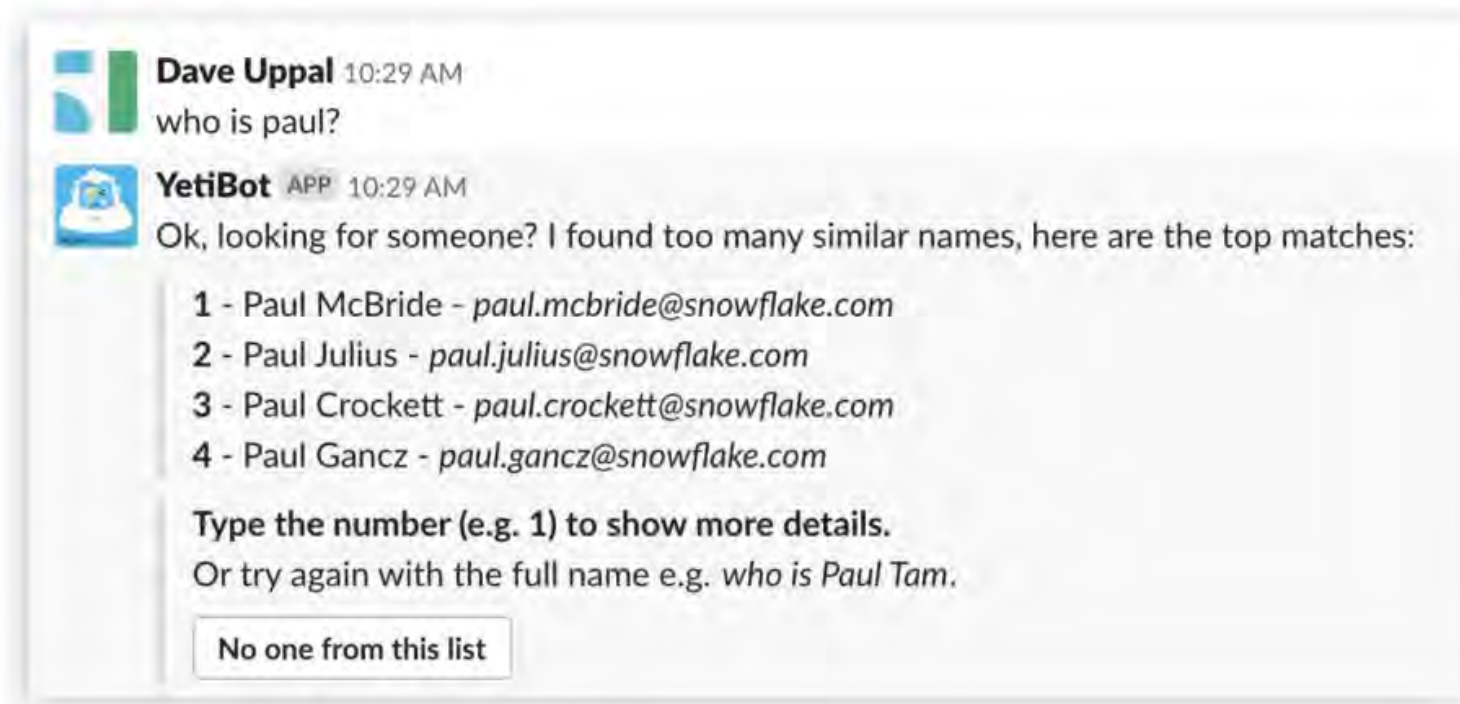 Dave Uppal 10:29 AM
who is paul?
YetiBot APP 10:29 AM
Ok, looking for someone? I found too many similar names, here are the top matches:
1 - Paul McBride - paul.mcbride@snowflake.com
2 - Paul Julius - paul.julius@snowflake.com
3 - Paul Crockett - paul.crockett@snowflake.com
4 - Paul Gancz - paul.gancz@snowflake.com
Type the number (e.g. 1) to show more details.
Or try again with the full name e.g. who is Paul Tam.
No one from this list